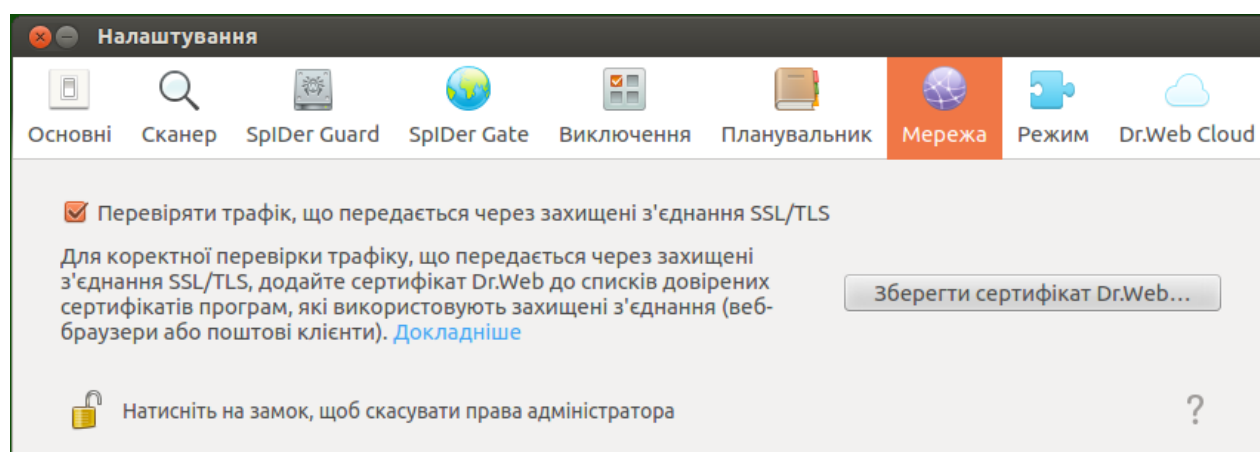 Налаштування
Основні Сканер SpIDer Guard SpIDer Gate Виключення Планувальник Мережа Режим Dr.Web Cloud
Перевіряти трафік, що передається через захищені з'єднання SSL/TLS
Для коректної перевірки трафіку, що передається через захищені
з'єднання SSL/TLS, додайте сертифікат Dr.Web до списків довірених
сертифікатів програм, які використовують захищені з'єднання (веб-
браузери або поштові клієнти). Докладніше
Зберегти сертифікат Dr.Web...
Натисніть на замок, щоб скасувати права адміністратора
?